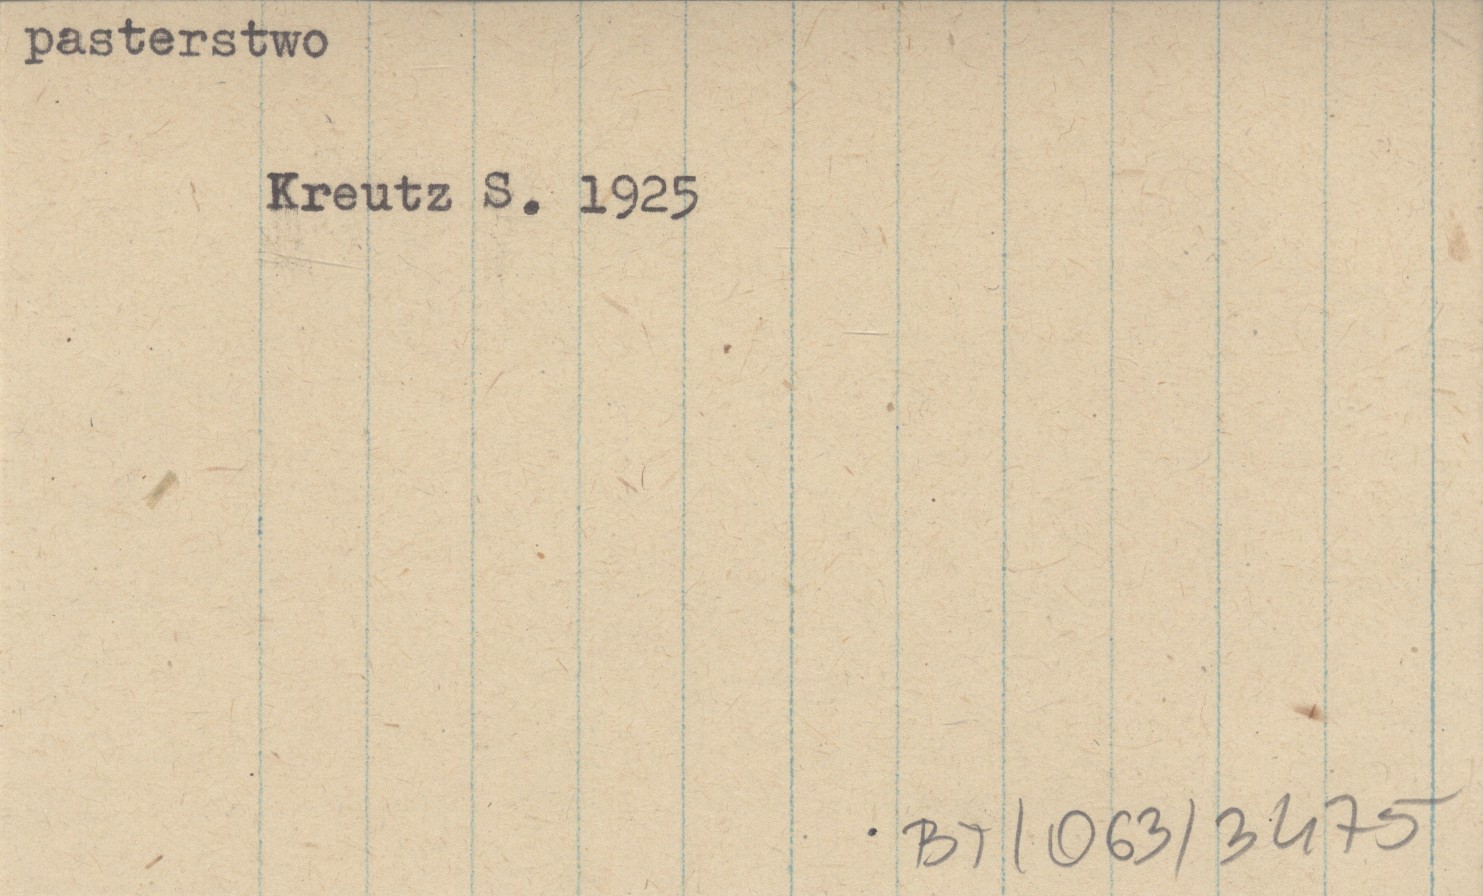 pasterstwo
Kreutz S. 1925
BT/063/3475